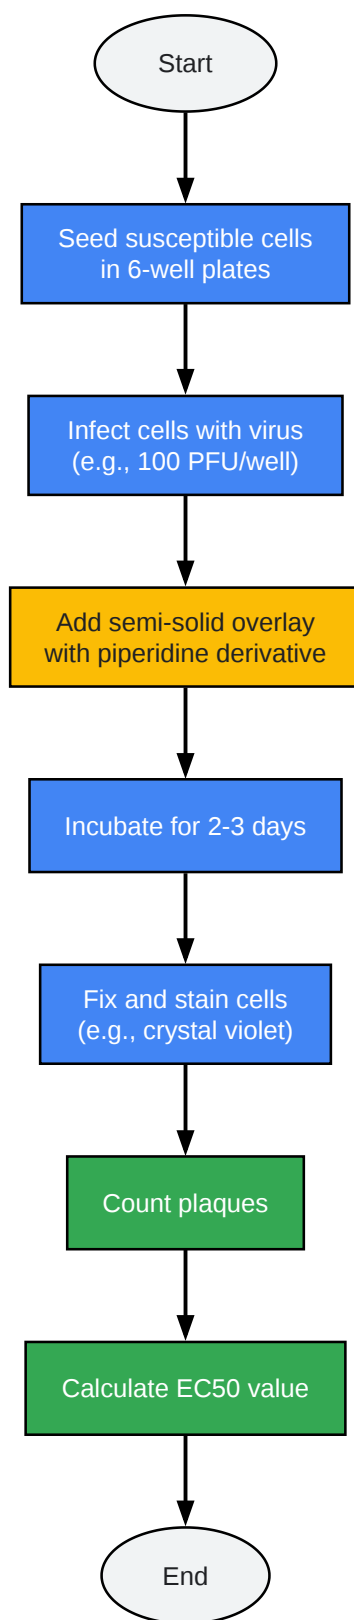 Start
Seed susceptible cells
in 6-well plates
Infect cells with virus
(e.g., 100 PFU/well)
Add semi-solid overlay
with piperidine derivative
Incubate for 2-3 days
Fix and stain cells
(e.g., crystal violet)
Count plaques
Calculate EC50 value
End